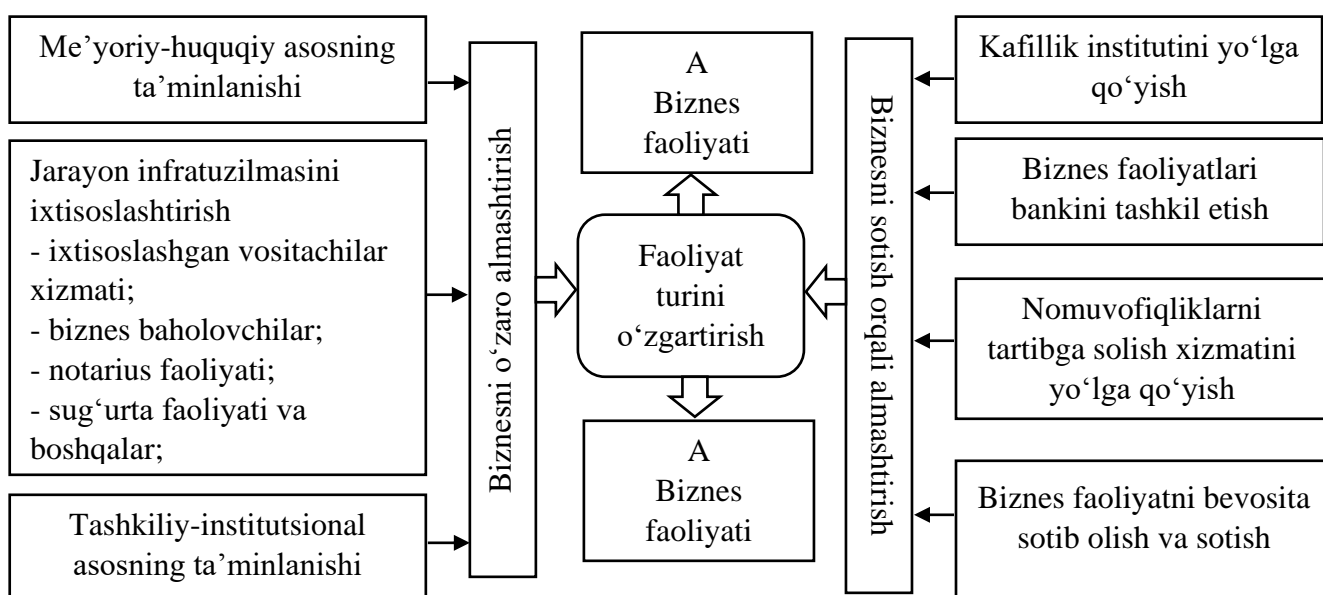 Me’yoriy-huquqiy asosning
ta’minlanishi
Jarayon infratuzilmasini
ixtisoslashtirish
- ixtisoslashgan vositachilar
xizmati;
- biznes baholovchilar;
- notarius faoliyati;
- sug‘urta faoliyati va
boshqalar;
Tashkiliy-institutsional
asosning ta’minlanishi
Biznesni o‘zaro almashtirish
A
Biznes
faoliyati
Faoliyat
turini
o‘zgartirish
A
Biznes
faoliyati
Biznesni sotish orqali almashtirish
Kafillik institutini yo‘lga
qo‘yish
Biznes faoliyatlari
bankini tashkil etish
Nomuvofiqliklarni
tartibga solish xizmatini
yo‘lga qo‘yish
Biznes faoliyatni bevosita
sotib olish va sotish